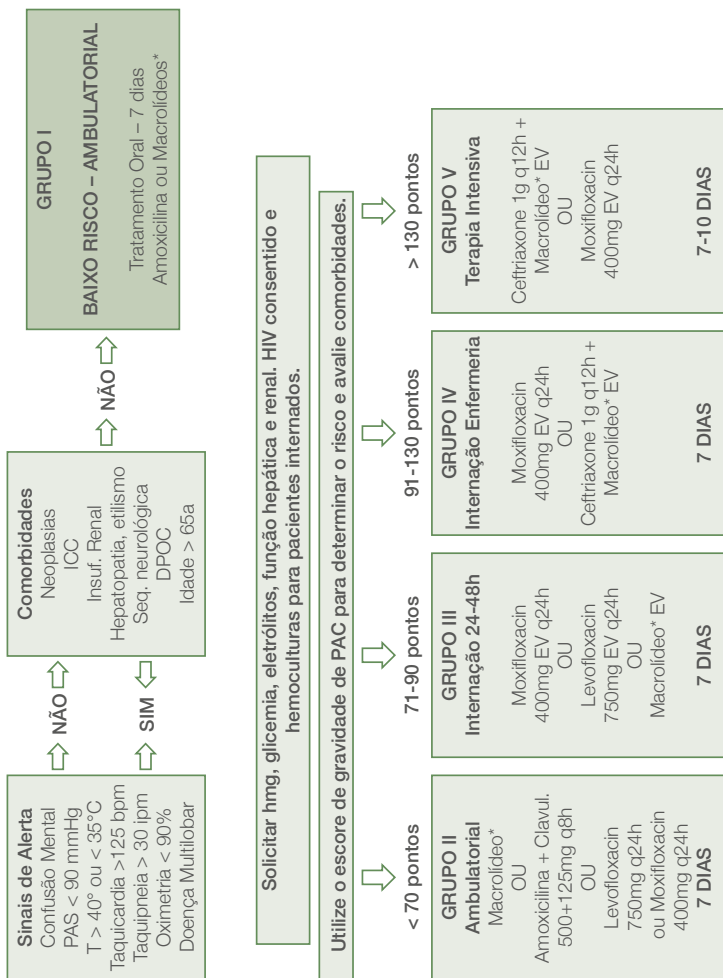 Sinais de Alerta
Confusão Mental
PAS < 90 mmHg
T > 40° ou < 35°C
Taquicardia >125 bpm
Taquipneia > 30 ipm
Oximetria < 90%
Doença Multilobar
NÃO
SIM
Comorbidades
Neoplasias
ICC
Insuf. Renal
Hepatopatia, etilismo
Seq. neurológica
DPOC
Idade > 65a
NÃO
GRUPO I
BAIXO RISCO – AMBULATORIAL
Tratamento Oral – 7 dias
Amoxicilina ou Macrolídeos*
Solicitar hmg, glicemia, eletrólitos, função hepática e renal. HIV consentido e
hemoculturas para pacientes internados.
Utilize o escore de gravidade de PAC para determinar o risco e avalie comorbidades.
< 70 pontos
GRUPO II
Ambulatorial
Macrolídeo*
OU
Amoxicilina + Clavul.
500+125mg q8h
OU
Levofloxacin
750mg q24h
ou Moxifloxacin
400mg q24h
7 DIAS
71-90 pontos
GRUPO III
Internação 24-48h
Moxifloxacin
400mg EV q24h
OU
Levofloxacin
750mg EV q24h
OU
Macrolídeo* EV
7 DIAS
91-130 pontos
GRUPO IV
Internação Enfermeria
Moxifloxacin
400mg EV q24h
OU
Ceftriaxone 1g q12h +
Macrolídeo* EV
7 DIAS
> 130 pontos
GRUPO V
Terapia Intensiva
Ceftriaxone 1g q12h +
Macrolídeo* EV
OU
Moxifloxacin
400mg EV q24h
7-10 DIAS